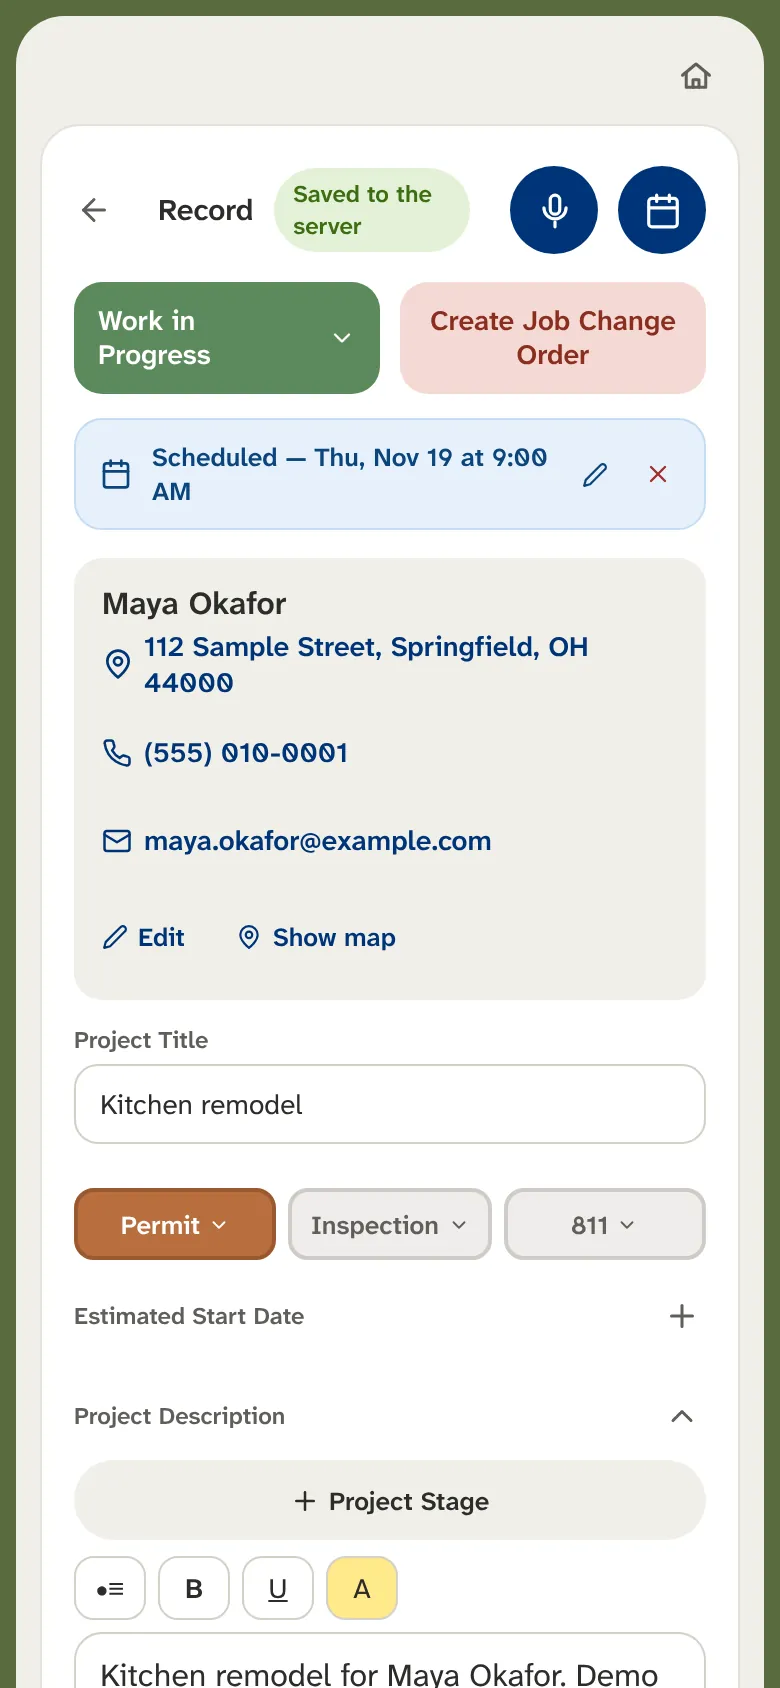 Record
Saved to the
server
Work in
Progress
Create Job Change
Order
Scheduled — Thu, Nov 19 at 9:00
AM
Maya Okafor
112 Sample Street, Springfield, OH
44000
(555) 010-0001
maya.okafor@example.com
Edit
Show map
Project Title
Kitchen remodel
Permit
Inspection
811
Estimated Start Date
Project Description
+ Project Stage
B
U
A
Kitchen remodel for Maya Okafor. Demo